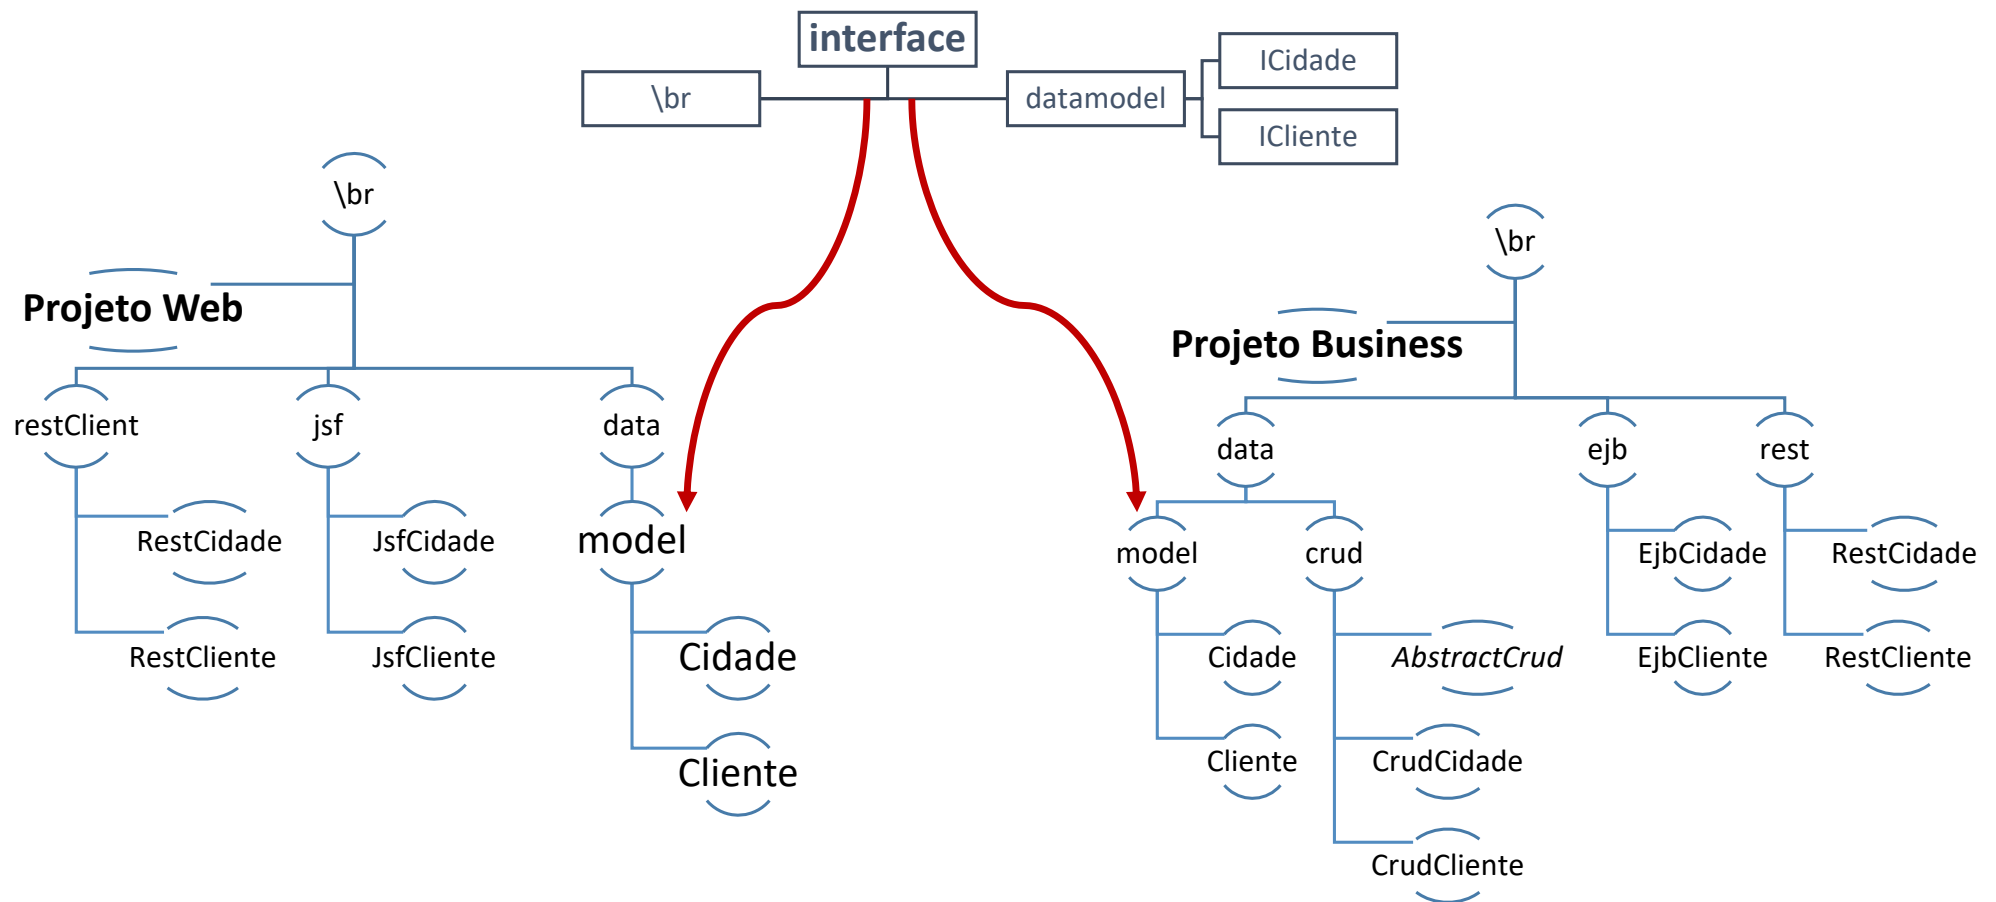 interface
\br
datamodel
ICidade
ICliente
\br
Projeto Web
restClient
jsf
data
RestCidade
JsfCidade
model
RestCliente
JsfCliente
Cidade
Cliente
\br
Projeto Business
data
ejb
rest
model
crud
EjbCidade
RestCidade
Cidade
AbstractCrud
EjbCliente
RestCliente
Cliente
CrudCidade
CrudCliente